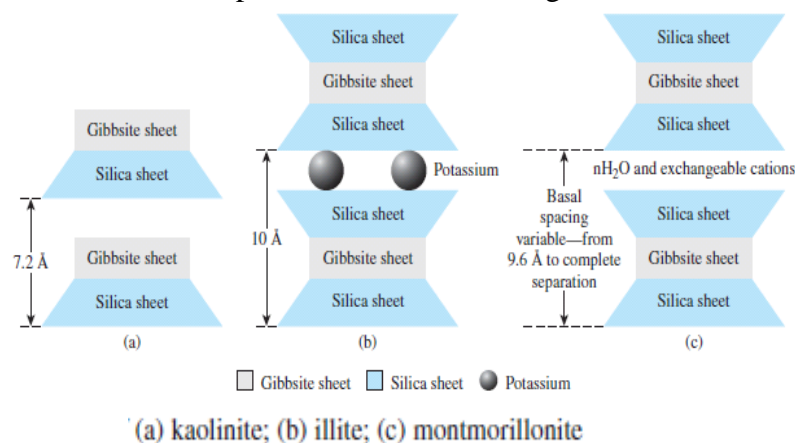 Silica sheet
Gibbsite sheet
Silica sheet
Silica sheet
Gibbsite sheet
Silica sheet
Gibbsite sheet
Silica sheet
Potassium
nH2O and exchangeable cations
Silica sheet
Gibbsite sheet
Silica sheet
Silica sheet
Gibbsite sheet
Silica sheet
Gibbsite sheet
Silica sheet
7.2 Å
10 Å
Basal
spacing
variable—from
9.6 Å to complete
separation
(a)
(b)
(c)
Gibbsite sheet Silica sheet Potassium
(a) kaolinite; (b) illite; (c) montmorillonite